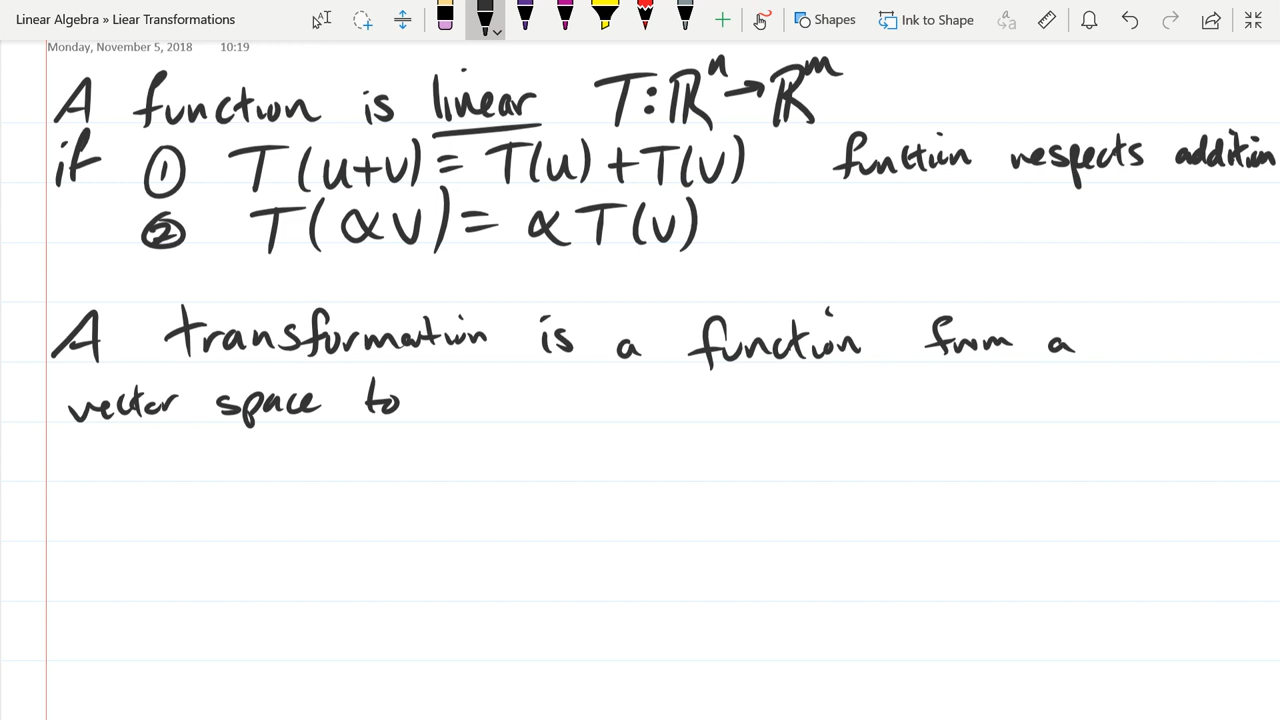 Linear Algebra » Liear Transformations
Shapes
Ink to Shape
Monday, November 5, 2018 10:19
A function is linear T:ℝⁿ→ℝᵐ
if ① T(u+v) = T(u) + T(v) function respects addition
② T(αv) = αT(v)
A transformation is a function from a
vector space to